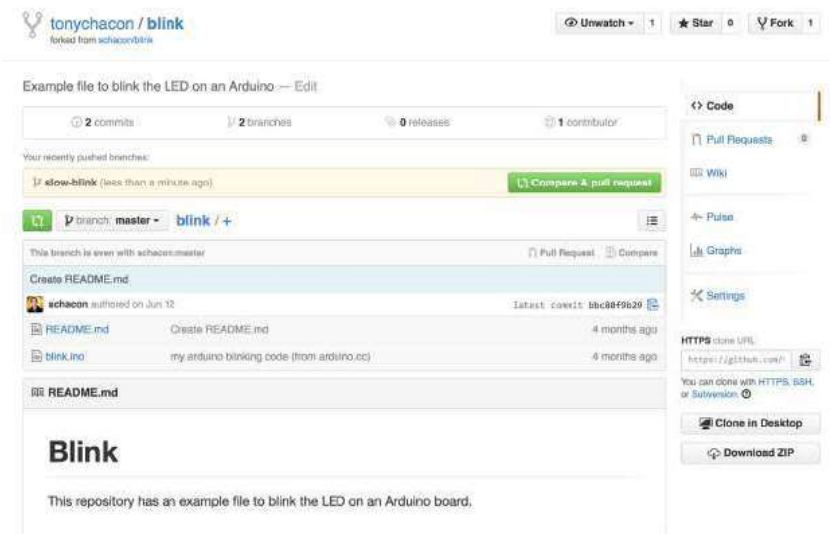 tonychacon / blink
forked from schacon/blink
Unwatch 1 Star 0 Fork 1
Example file to blink the LED on an Arduino — Edit
2 commits 2 branches 0 releases 1 contributor
Your recently pushed branches:
slow-blink (less than a minute ago) Compare & pull request
branch: master blink / +
This branch is even with schacon:master Pull Request Compare
Create README.md
schacon authored on Jun 12 latest commit bbc80f9b29
README.md Create README.md 4 months ago
blink.ino my arduino blinking code (from arduino.cc) 4 months ago
README.md
Blink
This repository has an example file to blink the LED on an Arduino board.
<> Code
Pull Requests 0
Wiki
Pulse
Graphs
Settings
HTTPS clone URL
https://github.com/
You can clone with HTTPS, SSH,
or Subversion.
Clone in Desktop
Download ZIP